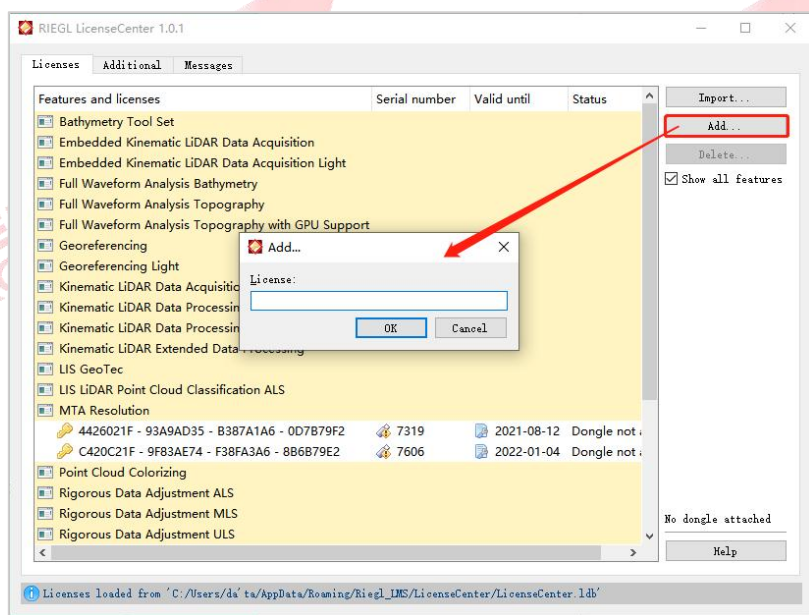 RIEGL LicenseCenter 1.0.1
Licenses Additional Messages
Features and licenses Serial number Valid until Status
Import...
Bathymetry Tool Set
Add...
Embedded Kinematic LiDAR Data Acquisition
Embedded Kinematic LiDAR Data Acquisition Light
Delete...
Full Waveform Analysis Bathymetry
Show all features
Full Waveform Analysis Topography
Full Waveform Analysis Topography with GPU Support
Georeferencing
Add...
Georeferencing Light
License:
Kinematic LiDAR Data Acquisitio
Kinematic LiDAR Data Processin
Kinematic LiDAR Data Processin
OK Cancel
Kinematic LiDAR Extended Data Processing
LIS GeoTec
LIS LiDAR Point Cloud Classification ALS
MTA Resolution
4426021F - 93A9AD35 - B387A1A6 - 0D7B79F2 7319 2021-08-12 Dongle not
C420C21F - 9F83AE74 - F38FA3A6 - 8B6B79E2 7606 2022-01-04 Dongle not
Point Cloud Colorizing
Rigorous Data Adjustment ALS
Rigorous Data Adjustment MLS
No dongle attached
Rigorous Data Adjustment ULS
Help
Licenses loaded from 'C:/Users/da'ta/AppData/Roaming/Riegl_LMS/LicenseCenter/LicenseCenter.ldb'